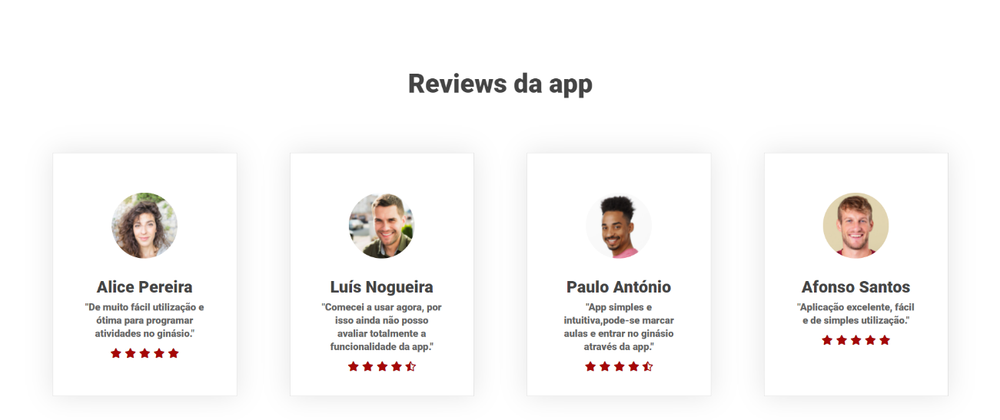 Reviews da app
Alice Pereira
"De muito fácil utilização e
ótima para programar
atividades no ginásio."
Luís Nogueira
"Comecei a usar agora, por
isso ainda não posso
avaliar totalmente a
funcionalidade da app."
Paulo António
"App simples e
intuitiva,pode-se marcar
aulas e entrar no ginásio
através da app."
Afonso Santos
"Aplicação excelente, fácil
e de simples utilização."